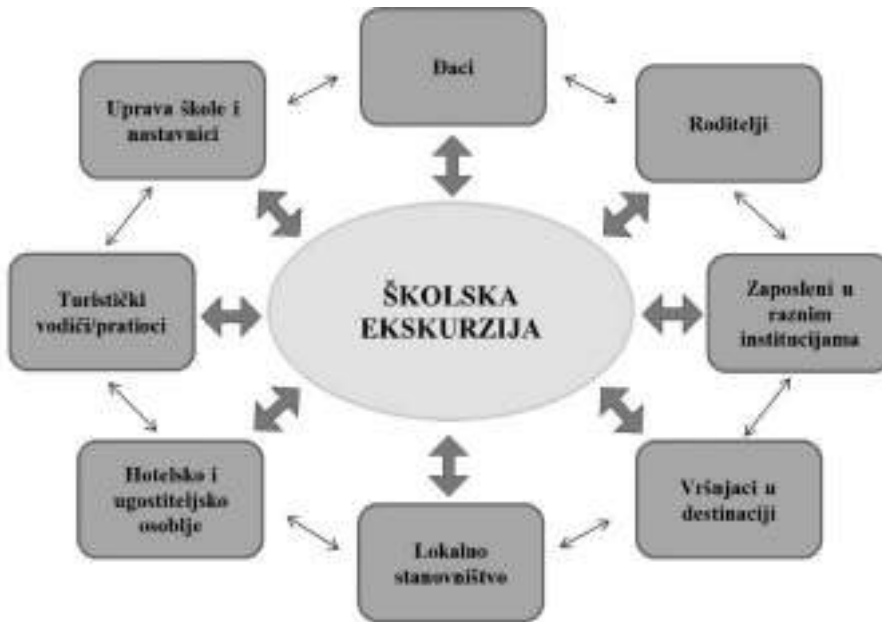 Đaci
Uprava škole i
nastavnici
Roditelji
Turistički
vodiči/pratioci
ŠKOLSKA
EKSKURZIJA
Zaposleni u
raznim
institucijama
Hotelsko i
ugostiteljsko
osoblje
Vršnjaci u
destinaciji
Lokalno
stanovništvo